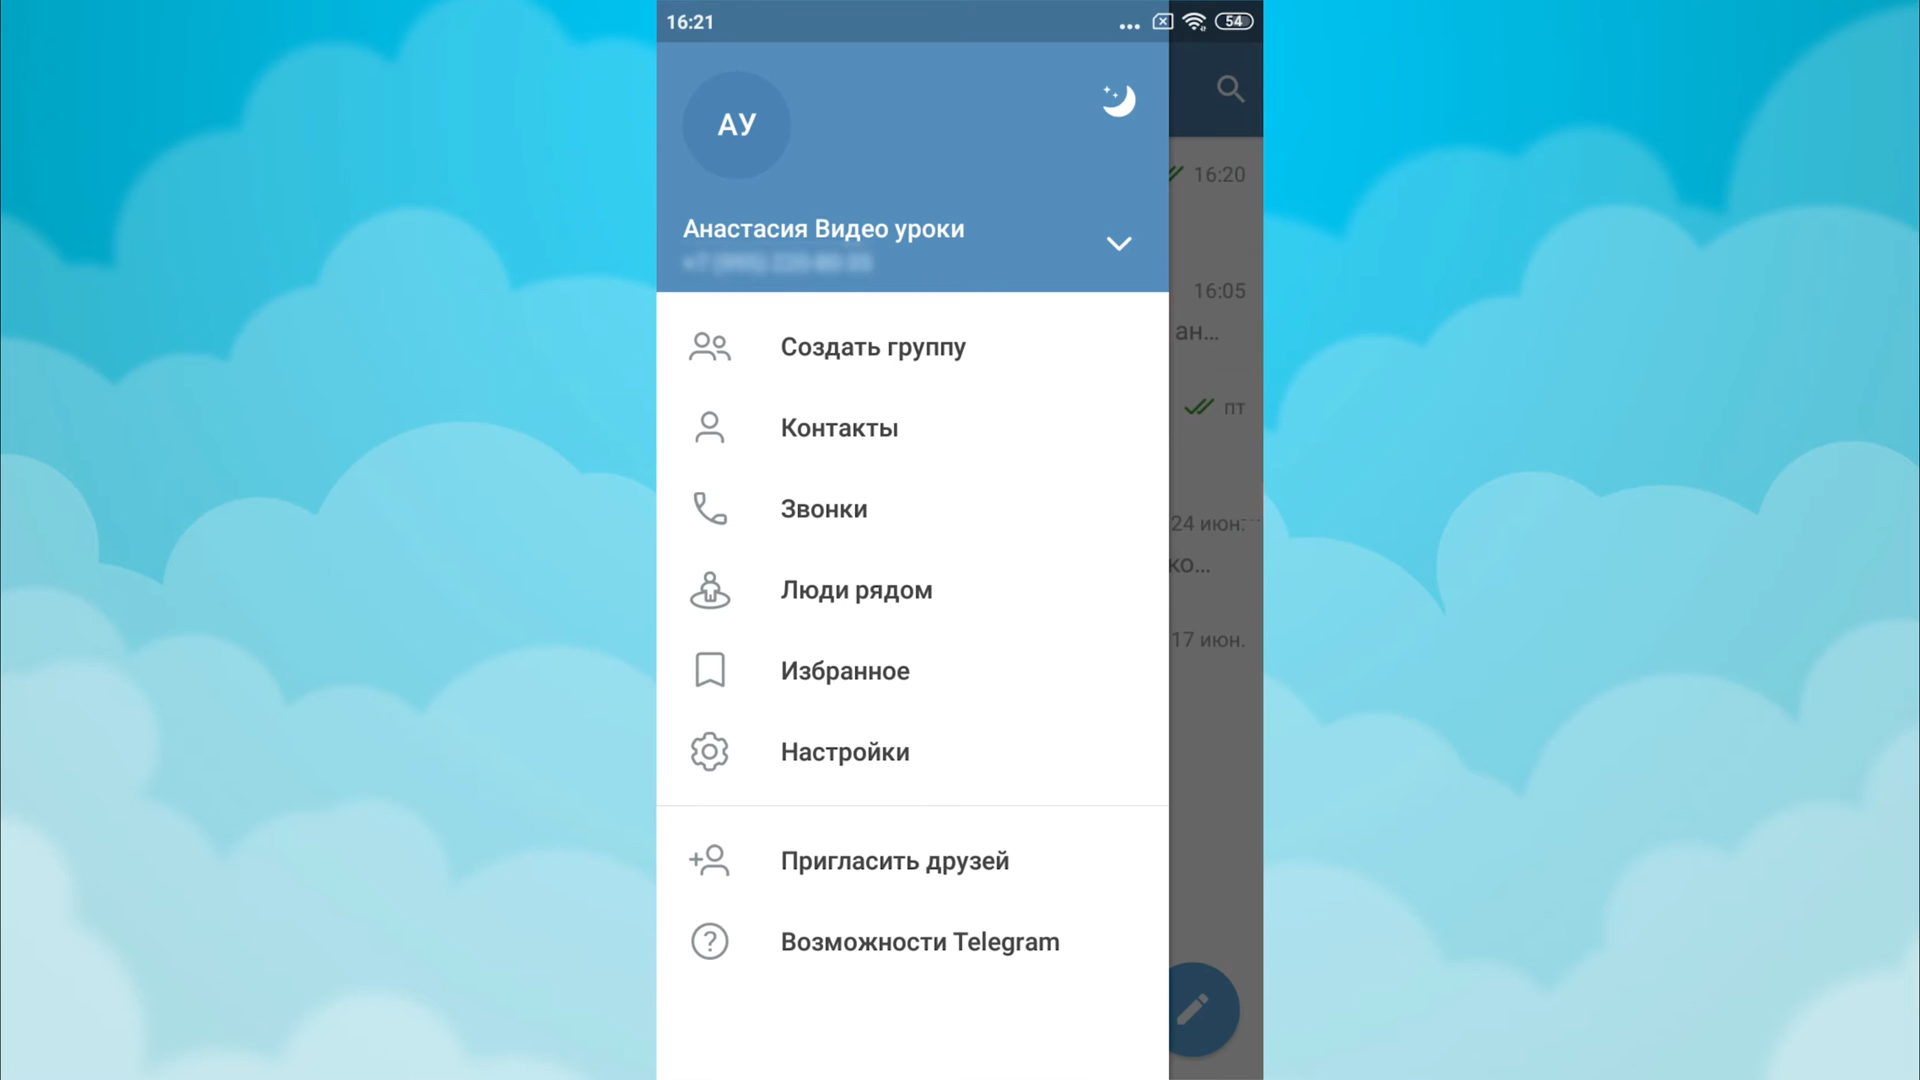 16:21
54
АУ
16:20
Анастасия Видео уроки
16:05
ан...
Создать группу
пт
Контакты
Звонки
24 июн.
ко...
Люди рядом
17 июн.
Избранное
Настройки
Пригласить друзей
Возможности Telegram